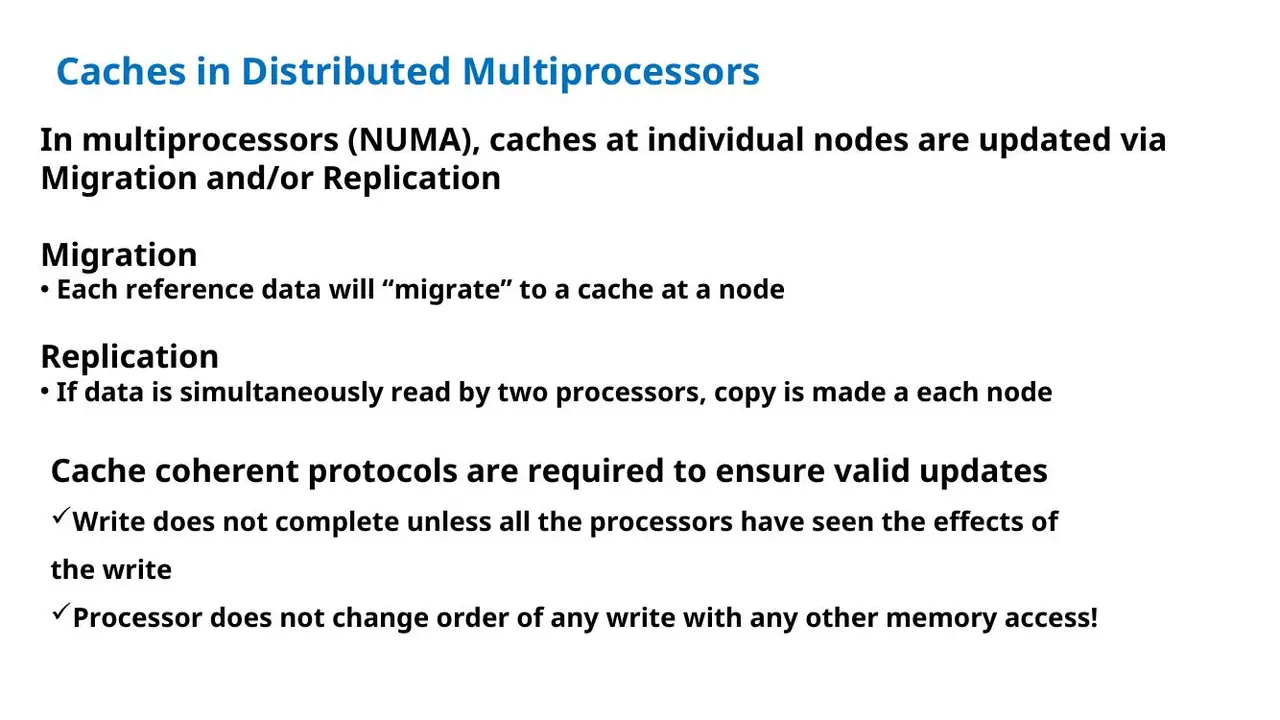 Caches in Distributed Multiprocessors
In multiprocessors (NUMA), caches at individual nodes are updated via
Migration and/or Replication
Migration
• Each reference data will “migrate” to a cache at a node
Replication
• If data is simultaneously read by two processors, copy is made a each node
Cache coherent protocols are required to ensure valid updates
✓Write does not complete unless all the processors have seen the effects of
the write
✓Processor does not change order of any write with any other memory access!